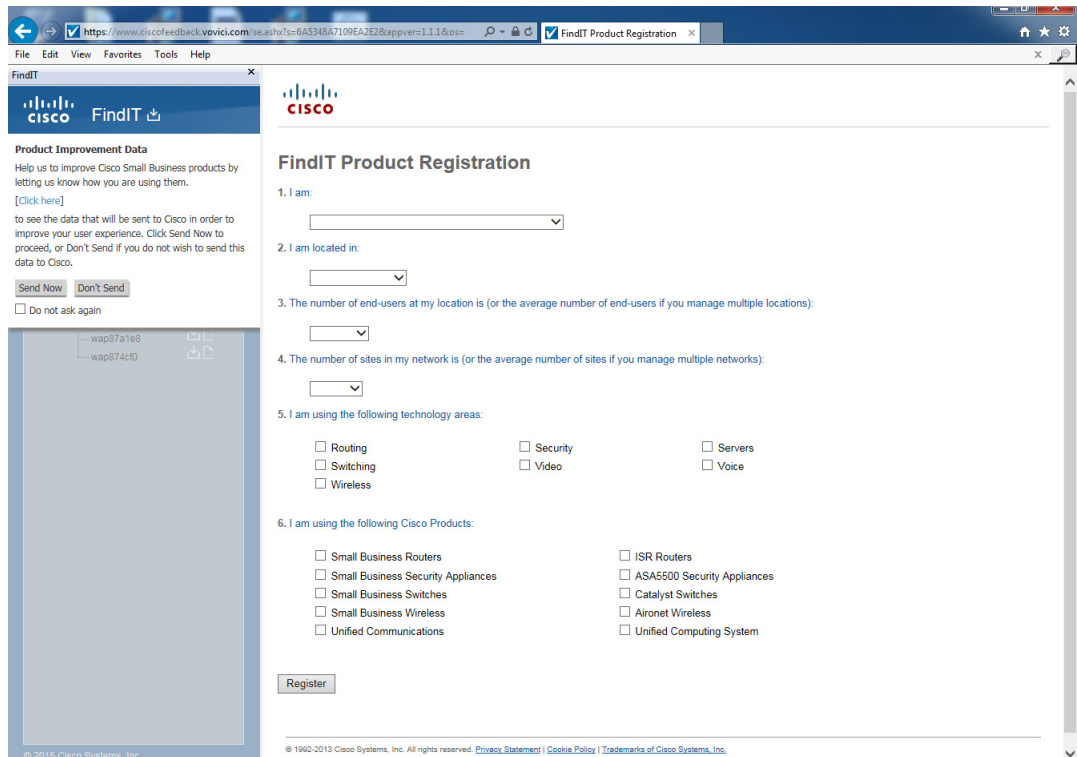 https://www.ciscofeedback.vovici.com/se.ashx?s=6A5348A7109EA2E2&appver=1.1.1&os=
FindIT Product Registration
File Edit View Favorites Tools Help
FindIT
CISCO FindIT
Product Improvement Data
Help us to improve Cisco Small Business products by
letting us know how you are using them.
[Click here]
to see the data that will be sent to Cisco in order to
improve your user experience. Click Send Now to
proceed, or Don't Send if you do not wish to send this
data to Cisco.
Send Now Don't Send
Do not ask again
wap87a1e8
wap874cf0
© 2015 Cisco Systems, Inc.
CISCO
FindIT Product Registration
1. I am:
2. I am located in:
3. The number of end-users at my location is (or the average number of end-users if you manage multiple locations):
4. The number of sites in my network is (or the average number of sites if you manage multiple networks):
5. I am using the following technology areas:
Routing Security Servers
Switching Video Voice
Wireless
6. I am using the following Cisco Products:
Small Business Routers ISR Routers
Small Business Security Appliances ASA5500 Security Appliances
Small Business Switches Catalyst Switches
Small Business Wireless Aironet Wireless
Unified Communications Unified Computing System
Register
© 1992-2013 Cisco Systems, Inc. All rights reserved. Privacy Statement | Cookie Policy | Trademarks of Cisco Systems, Inc.